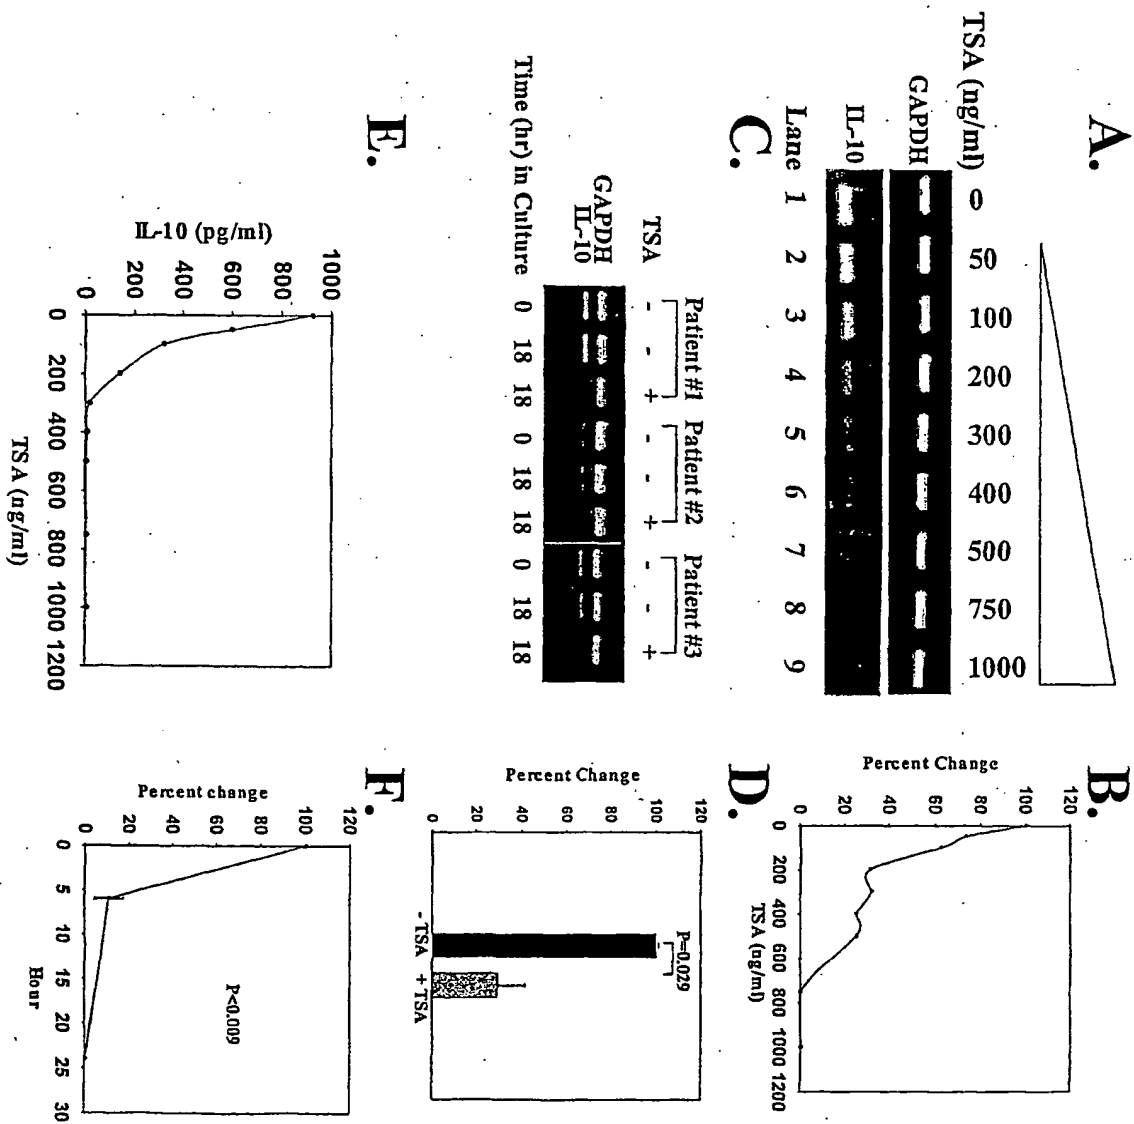 A.
TSA (ng/ml) 0 50 100 200 300 400 500 750 1000
GAPDH
IL-10
Lane 1 2 3 4 5 6 7 8 9
B.
Percent Change
120
100
80
60
40
20
0
0 200 400 600 800 1000 1200
TSA (ng/ml)
C.
Patient #1 Patient #2 Patient #3
TSA - - + - - + - - +
GAPDH
IL-10
Time (hr) in Culture 0 18 18 0 18 18 0 18 18
D.
Percent Change
120
100
80
60
40
20
0
P=0.029
- TSA + TSA
E.
IL-10 (pg/ml)
1000
800
600
400
200
0
0 200 400 600 800 1000 1200
TSA (ng/ml)
F.
Percent change
120
100
80
60
40
20
0
P<0.009
0 5 10 15 20 25 30
Hour